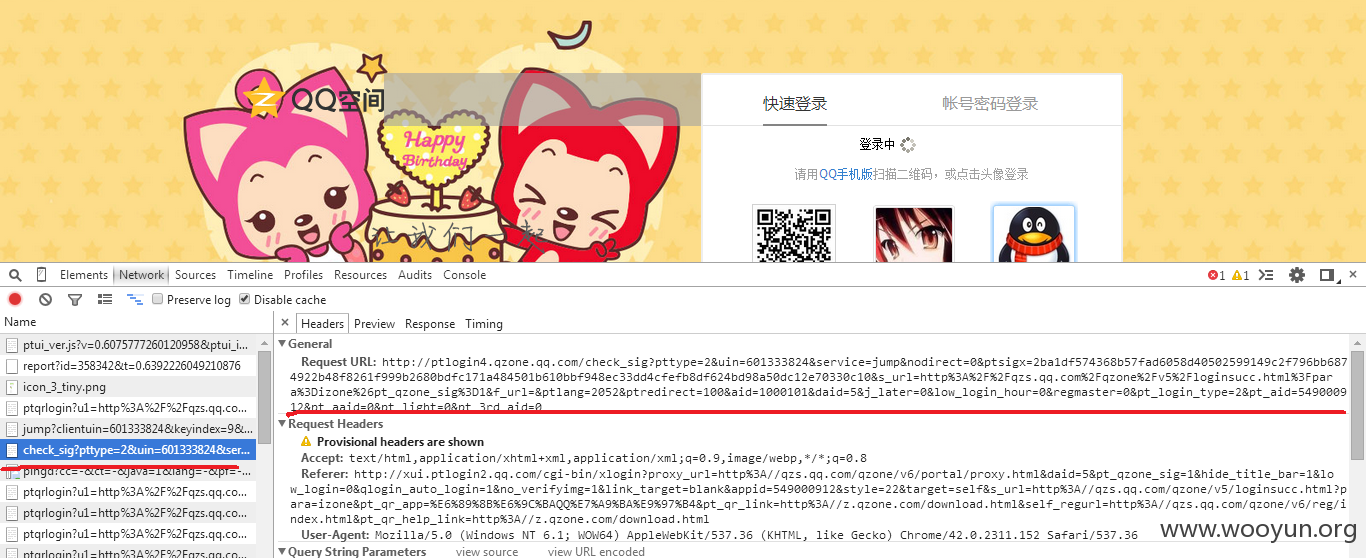 QQ空间
Happy
Birthday
让我们一起
快速登录
帐号密码登录
登录中
请用QQ手机版扫描二维码，或点击头像登录
Elements Network Sources Timeline Profiles Resources Audits Console
1 1
Preserve log Disable cache
Name
Headers Preview Response Timing
ptui_ver.js?v=0.6075777260120958&ptui_i...
report?id=358342&t=0.6392226049210876
icon_3_tiny.png
ptqrlogin?u1=http%3A%2F%2Fqzs.qq.co...
jump?clientuin=601333824&keyindex=9&...
check_sig?pttype=2&uin=601333824&ser...
pingd?cc=-&ct=-&java=1&lang=-&pf=-...
ptqrlogin?u1=http%3A%2F%2Fqzs.qq.co...
ptqrlogin?u1=http%3A%2F%2Fqzs.qq.co...
ptqrlogin?u1=http%3A%2F%2Fqzs.qq.co...
ptqrlogin?u1=http%3A%2F%2Fqzs.qq.co...
General
Request URL: http://ptlogin4.qzone.qq.com/check_sig?pttype=2&uin=601333824&service=jump&nodirect=0&ptsigx=2ba1df574368b57fad6058d40502599149c2f796bb687
4922b48f8261f999b2680bdfc171a484501b610bbf948ec33dd4cfefb8df624bd98a50dc12e70330c10&s_url=http%3A%2F%2Fqzs.qq.com%2Fqzone%2Fv5%2Floginsucc.html%3Fpar
a%3Dizone%26pt_qzone_sig%3D1&f_url=&ptlang=2052&ptredirect=100&aid=1000101&daid=5&j_later=0&low_login_hour=0&regmaster=0&pt_login_type=2&pt_aid=5490009
12&pt_aaid=0&pt_light=0&pt_3rd_aid=0
Request Headers
Provisional headers are shown
Accept: text/html,application/xhtml+xml,application/xml;q=0.9,image/webp,*/*;q=0.8
Referer: http://xui.ptlogin2.qq.com/cgi-bin/xlogin?proxy_url=http%3A//qzs.qq.com/qzone/v6/portal/proxy.html&daid=5&pt_qzone_sig=1&hide_title_bar=1&lo
w_login=0&qlogin_auto_login=1&no_verifyimg=1&link_target=blank&appid=549000912&style=22&target=self&s_url=http%3A//qzs.qq.com/qzone/v5/loginsucc.html?p
ara=izone&pt_qr_app=%E6%89%8B%E6%9C%BAQQ%E7%A9%BA%E9%97%B4&pt_qr_link=http%3A//z.qzone.com/download.html&self_regurl=http%3A//qzs.qq.com/qzone/v6/reg/i
ndex.html&pt_qr_help_link=http%3A//z.qzone.com/download.html
User-Agent: Mozilla/5.0 (Windows NT 6.1; WOW64) AppleWebKit/537.36 (KHTML, like Gecko) Chrome/42.0.2311.152 Safari/537.36
Query String Parameters view source view URL encoded
www.wooyun.org